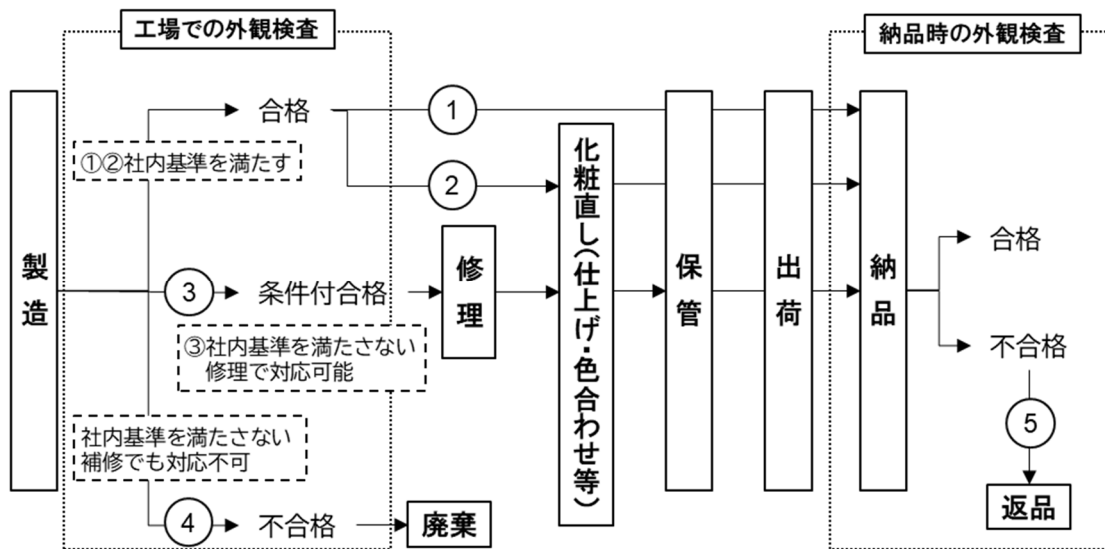 工場での外観検査
納品時の外観検査
製造
合格
①②社内基準を満たす
1
2
3
条件付合格
③社内基準を満たさない
修理で対応可能
社内基準を満たさない
補修でも対応不可
4
不合格
廃棄
修理
化粧直し(仕上げ・色合わせ等)
保管
出荷
納品
合格
不合格
5
返品